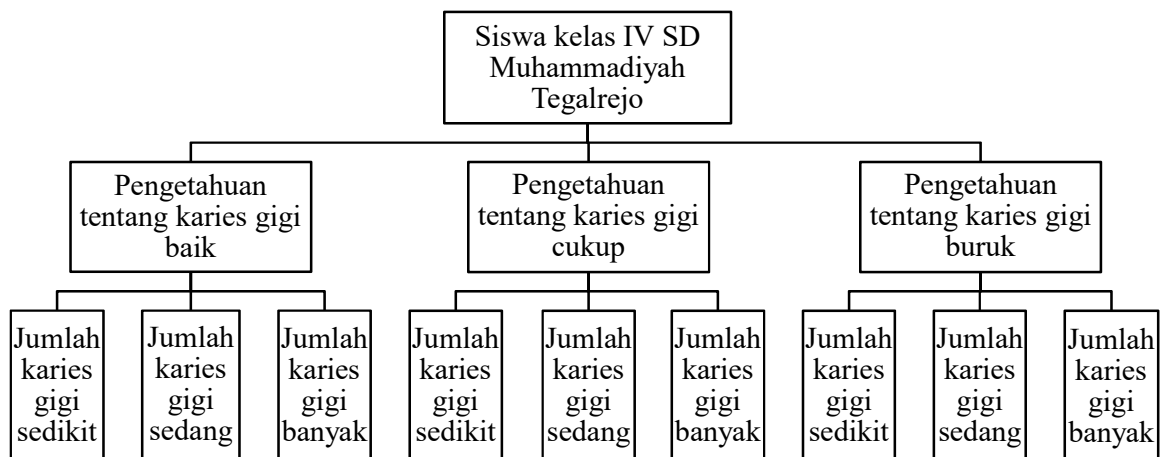 Siswa kelas IV SD
Muhammadiyah
Tegalrejo
Pengetahuan
tentang karies gigi
baik
Pengetahuan
tentang karies gigi
cukup
Pengetahuan
tentang karies gigi
buruk
Jumlah
karies
gigi
sedikit
Jumlah
karies
gigi
sedang
Jumlah
karies
gigi
banyak
Jumlah
karies
gigi
sedikit
Jumlah
karies
gigi
sedang
Jumlah
karies
gigi
banyak
Jumlah
karies
gigi
sedikit
Jumlah
karies
gigi
sedang
Jumlah
karies
gigi
banyak